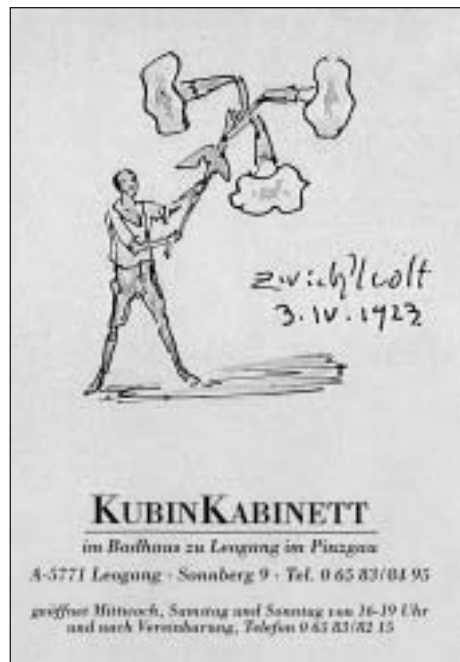 3.IV.1923
KUBINKABINETT
im Badhaus zu Leogang im Pinzgau
A-5771 Leogang · Sonnberg 9 · Tel. 0 65 83/84 95
geöffnet Mittwoch, Samstag und Sonntag von 16-19 Uhr
und nach Vereinbarung, Telefon 0 65 83/82 15